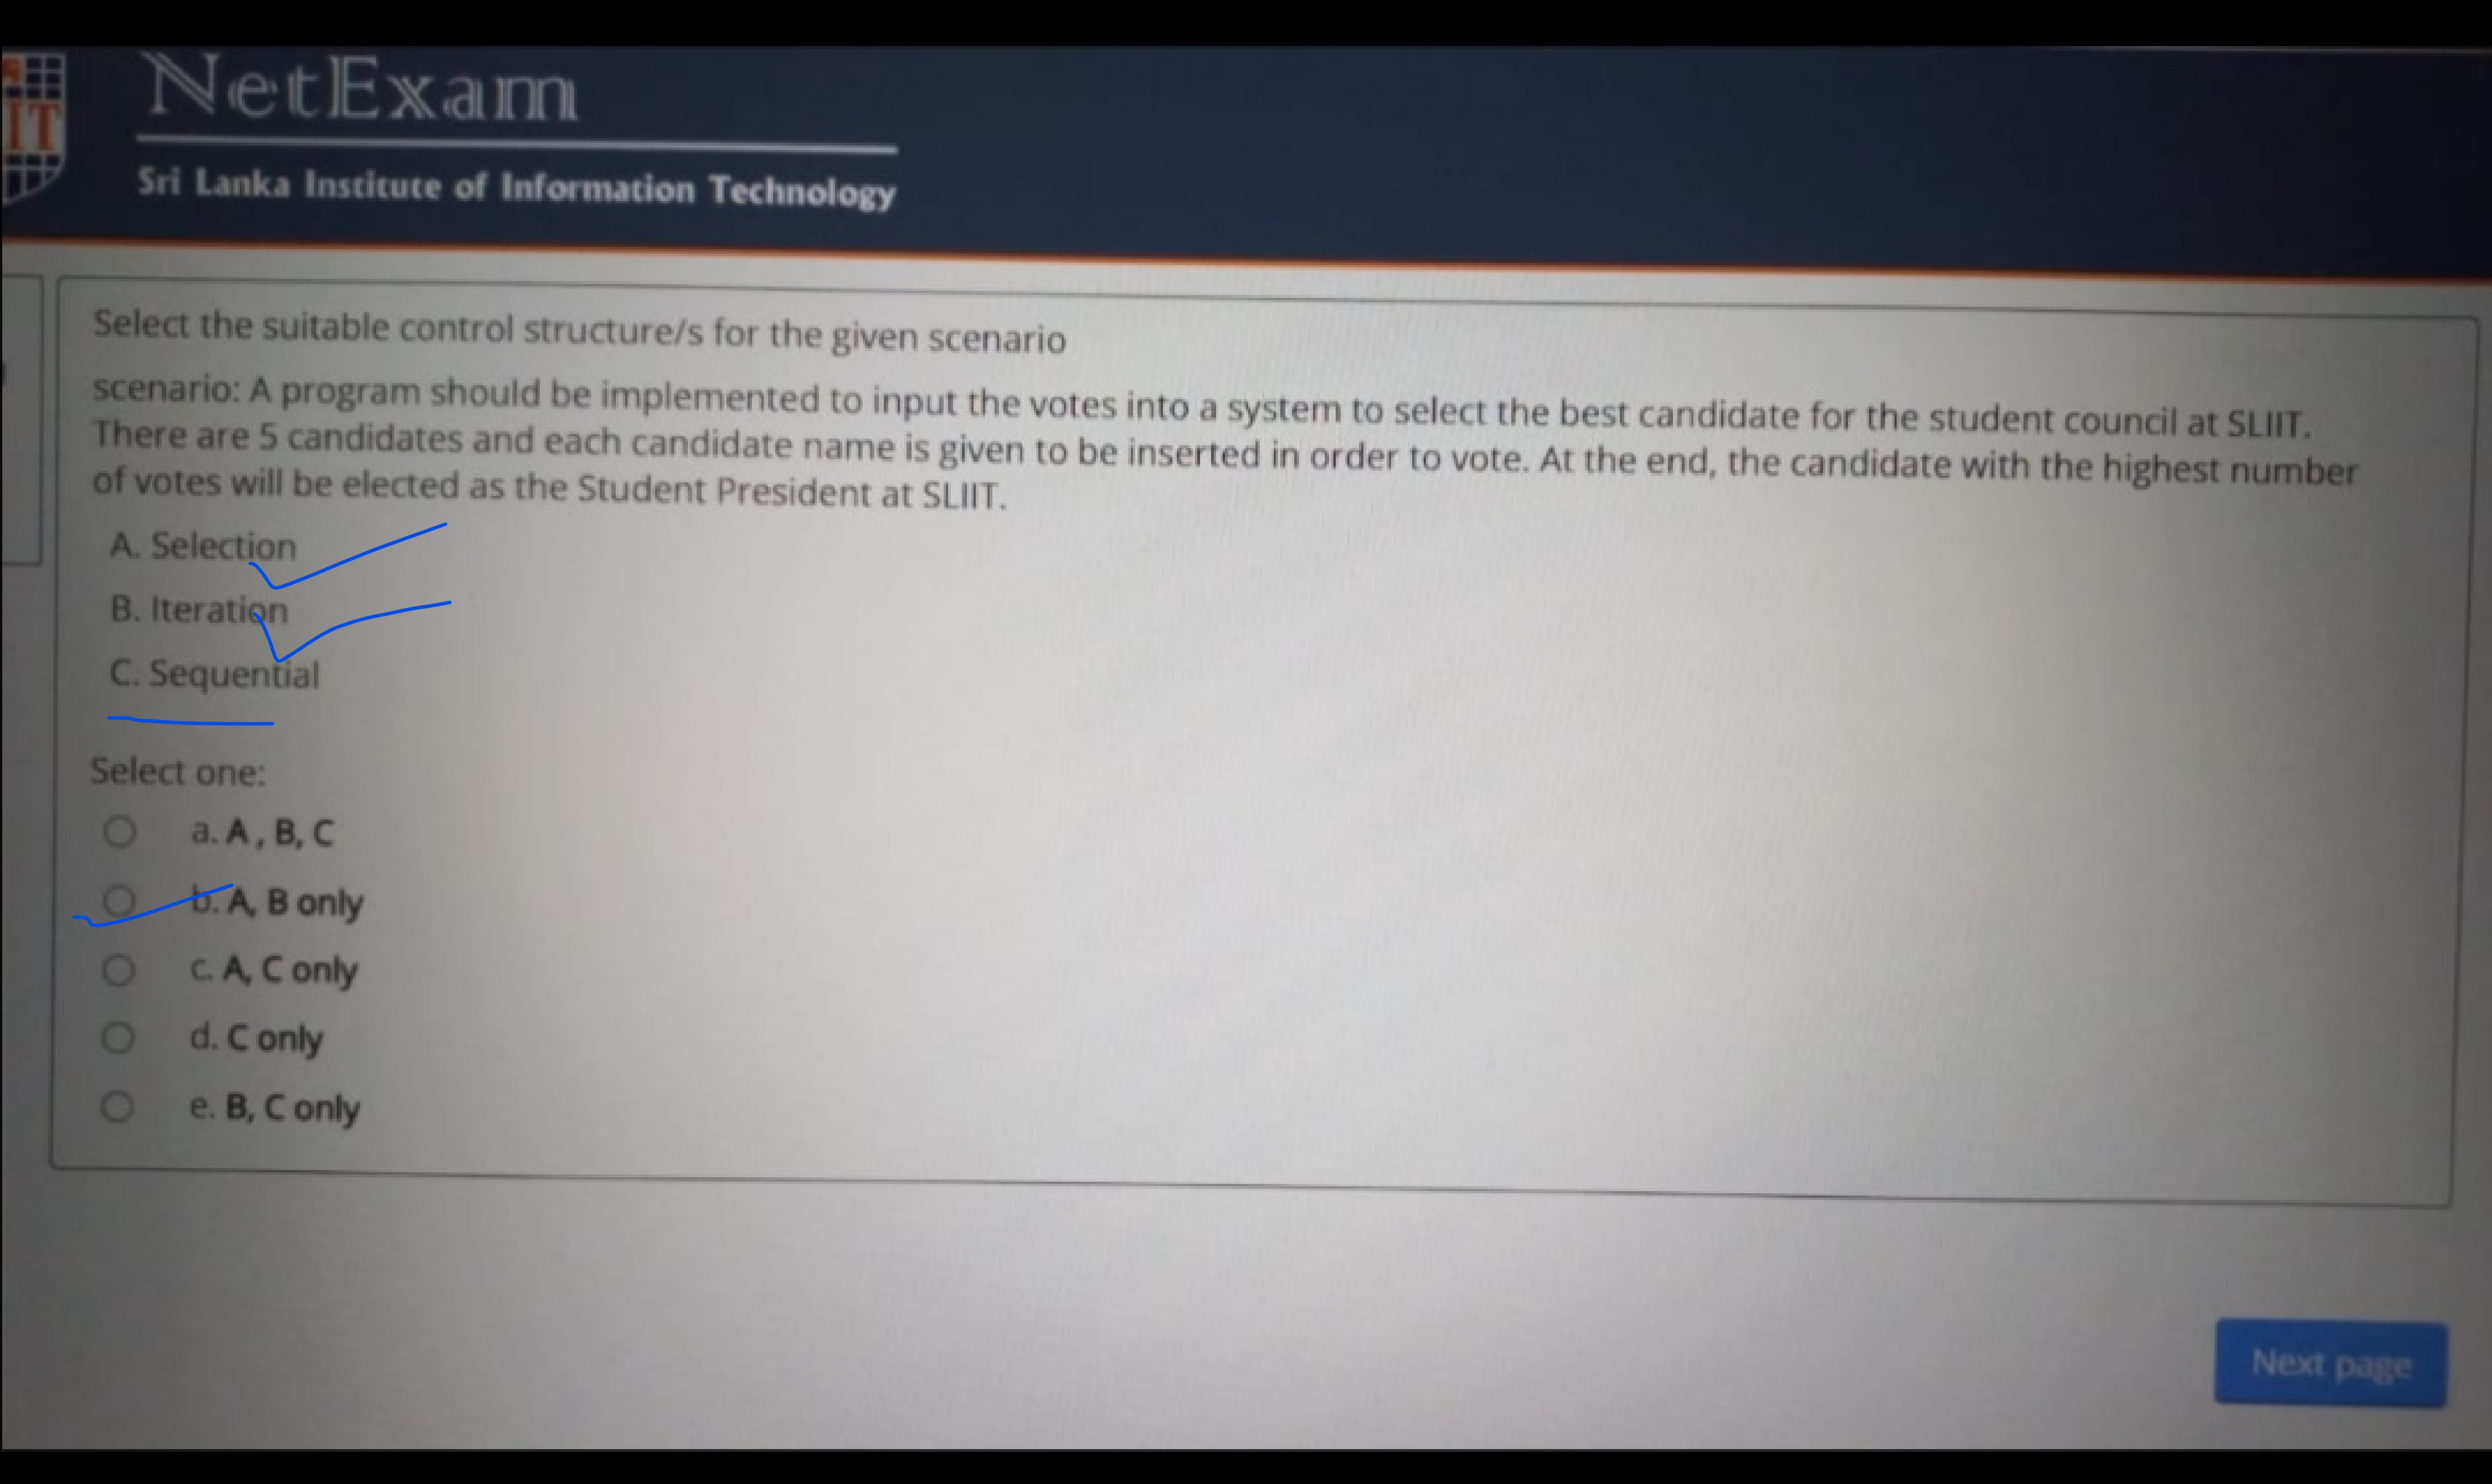 IT
NetExam
Sri Lanka Institute of Information Technology
Select the suitable control structure/s for the given scenario
scenario: A program should be implemented to input the votes into a system to select the best candidate for the student council at SLIIT.
There are 5 candidates and each candidate name is given to be inserted in order to vote. At the end, the candidate with the highest number
of votes will be elected as the Student President at SLIIT.
A. Selection
B. Iteration
C. Sequential
Select one:
a. A , B, C
b. A, B only
c. A, C only
d. C only
e. B, C only
Next page